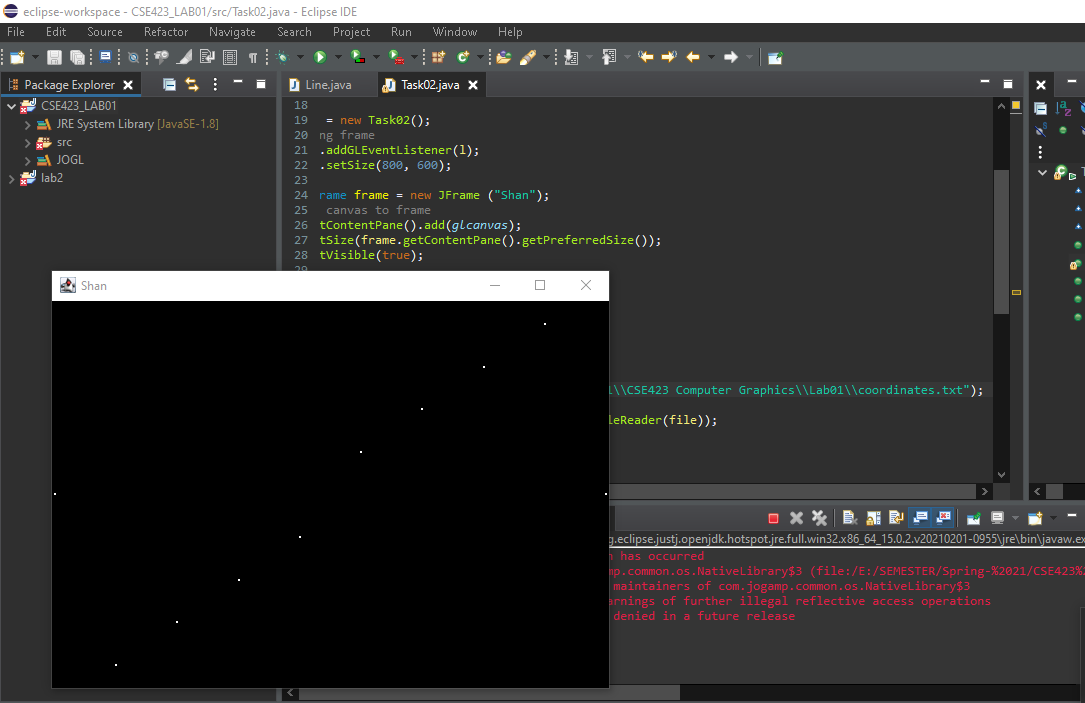 eclipse-workspace - CSE423_LAB01/src/Task02.java - Eclipse IDE
File Edit Source Refactor Navigate Search Project Run Window Help
Package Explorer
Line.java Task02.java
CSE423_LAB01
JRE System Library [JavaSE-1.8]
src
JOGL
lab2
18
19 = new Task02();
20 ng frame
21 .addGLEventListener(l);
22 .setSize(800, 600);
23
24 rame frame = new JFrame ("Shan");
25 canvas to frame
26 tContentPane().add(glcanvas);
27 tSize(frame.getContentPane().getPreferredSize());
28 tVisible(true);
29
Shan
l\\CSE423 Computer Graphics\\Lab01\\coordinates.txt");
leReader(file));
g.eclipse.justj.openjdk.hotspot.jre.full.win32.x86_64_15.0.2.v20210201-0955\jre\bin\javaw.ex
n has occurred
mp.common.os.NativeLibrary$3 (file:/E:/SEMESTER/Spring-%2021/CSE423%
maintainers of com.jogamp.common.os.NativeLibrary$3
arnings of further illegal reflective access operations
denied in a future release